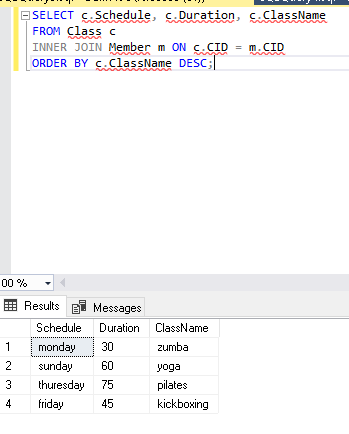 SELECT c.Schedule, c.Duration, c.ClassName
FROM Class c
INNER JOIN Member m ON c.CID = m.CID
ORDER BY c.ClassName DESC;
00 %
Results Messages
Schedule Duration ClassName
1 monday 30 zumba
2 sunday 60 yoga
3 thuresday 75 pilates
4 friday 45 kickboxing